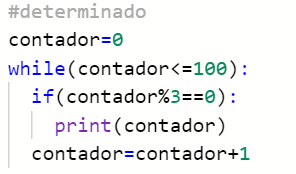 #determinado
contador=0
while(contador<=100):
  if(contador%3==0):
    print(contador)
  contador=contador+1